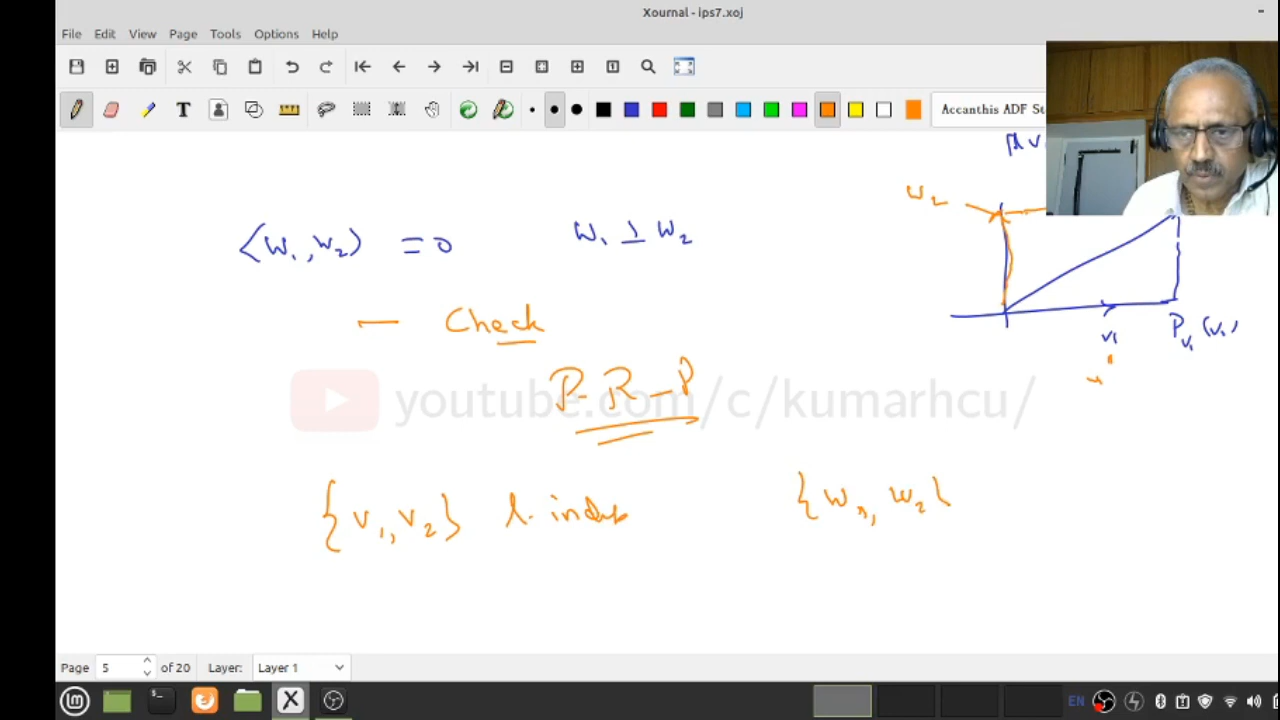 Xournal - ips7.xoj
File Edit View Page Tools Options Help
T Accanthis ADF St
w₂
⟨w₁, w₂⟩ = 0 w₁ ⊥ w₂
— Check
P_{v₁}(v₂)
v₁
P-R-P
youtube.com/c/kumarhcu/
{v₁, v₂} l. indep {w₁, w₂}
Page 5 of 20 Layer: Layer 1
EN